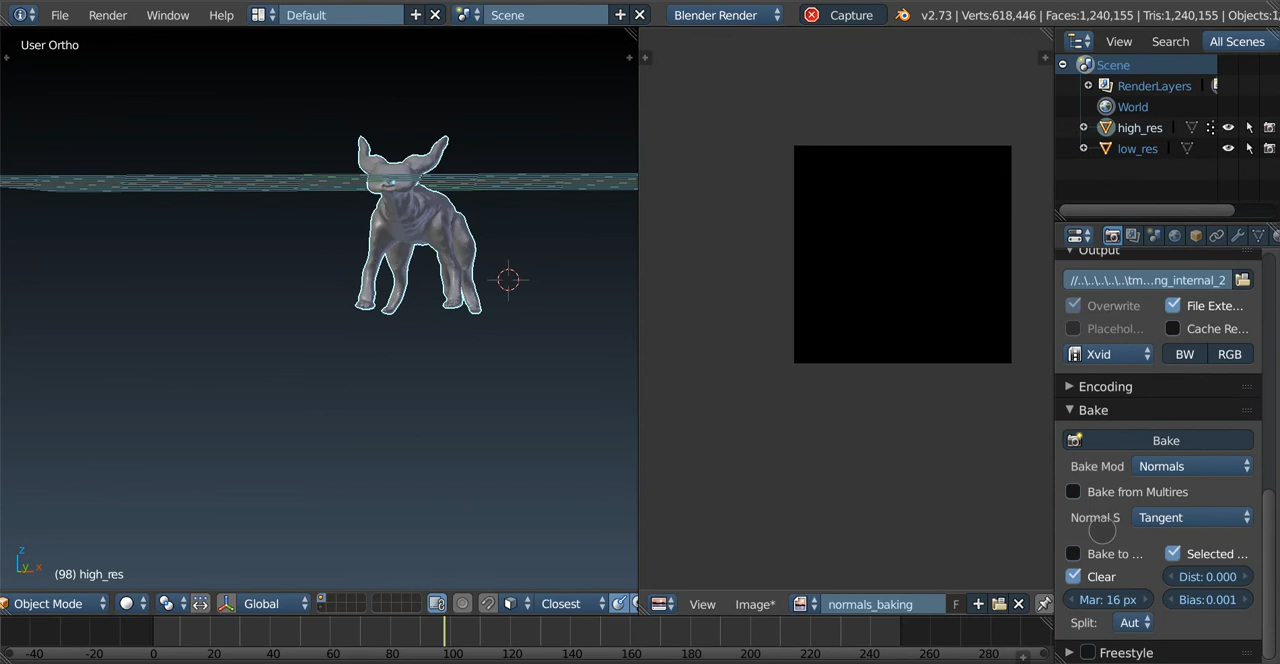 File Render Window Help Default Scene Blender Render Capture v2.73 | Verts:618,446 | Faces:1,240,155 | Tris:1,240,155 | Objects:1
User Ortho
View Search All Scenes
Scene
RenderLayers
World
high_res
low_res
Output
//..\..\..\..\..\tm...ng_internal_2
Overwrite File Exte...
Placehol... Cache Re...
Xvid BW RGB
Encoding
Bake
Bake
Bake Mod Normals
Bake from Multires
Normal S Tangent
Bake to ... Selected ...
Clear Dist: 0.000
Mar: 16 px Bias:0.001
Split: Aut
Freestyle
z
y x
(98) high_res
Object Mode Global Closest
View Image* normals_baking F
-40 -20 0 20 40 60 80 100 120 140 160 180 200 220 240 260 280